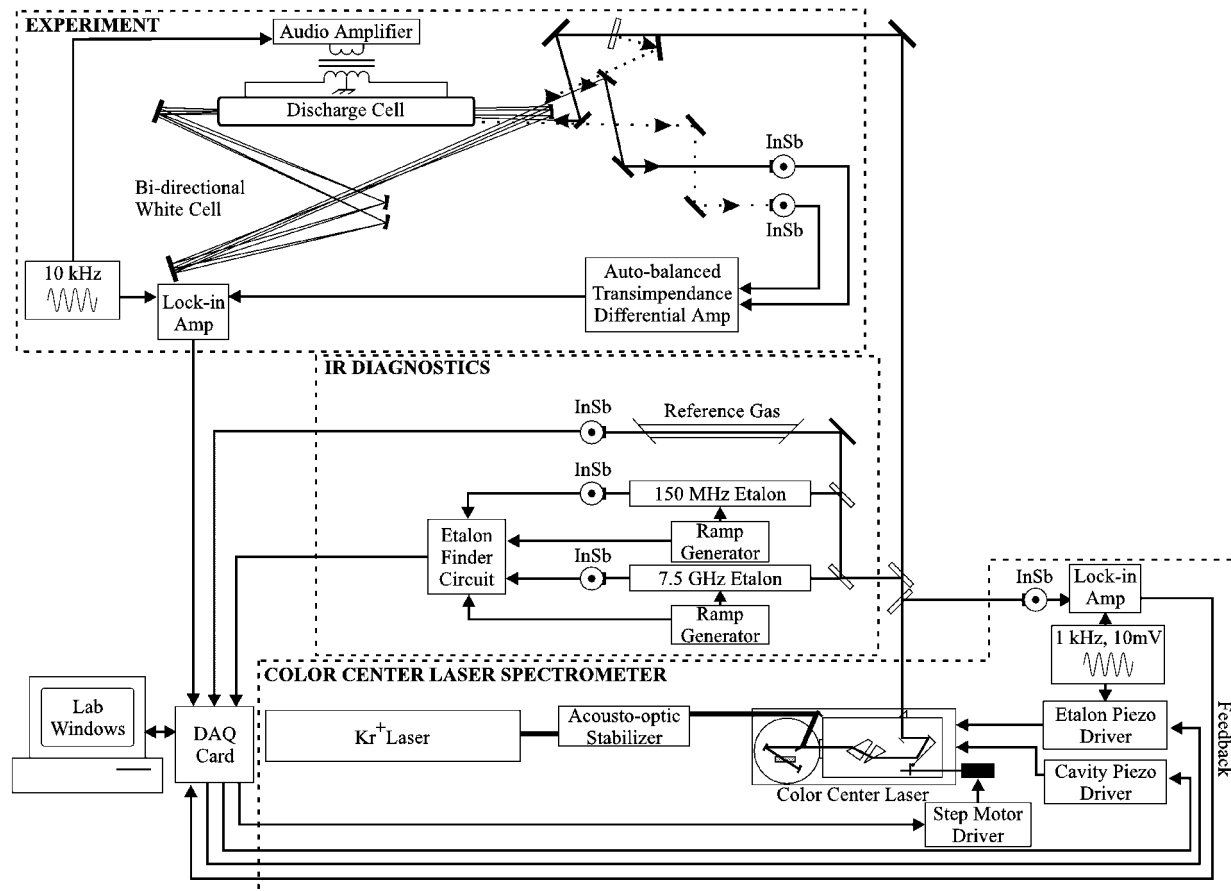 EXPERIMENT
Audio Amplifier
Discharge Cell
InSb
Bi-directional
White Cell
InSb
10 kHz
Lock-in
Amp
Auto-balanced
Transimpendance
Differential Amp
IR DIAGNOSTICS
InSb
Reference Gas
InSb
150 MHz Etalon
Etalon
Finder
Circuit
Ramp
Generator
InSb
7.5 GHz Etalon
Ramp
Generator
InSb
Lock-in
Amp
1 kHz, 10mV
COLOR CENTER LASER SPECTROMETER
Lab
Windows
DAQ
Card
Kr+Laser
Acousto-optic
Stabilizer
Color Center Laser
Etalon Piezo
Driver
Cavity Piezo
Driver
Step Motor
Driver
Feedback